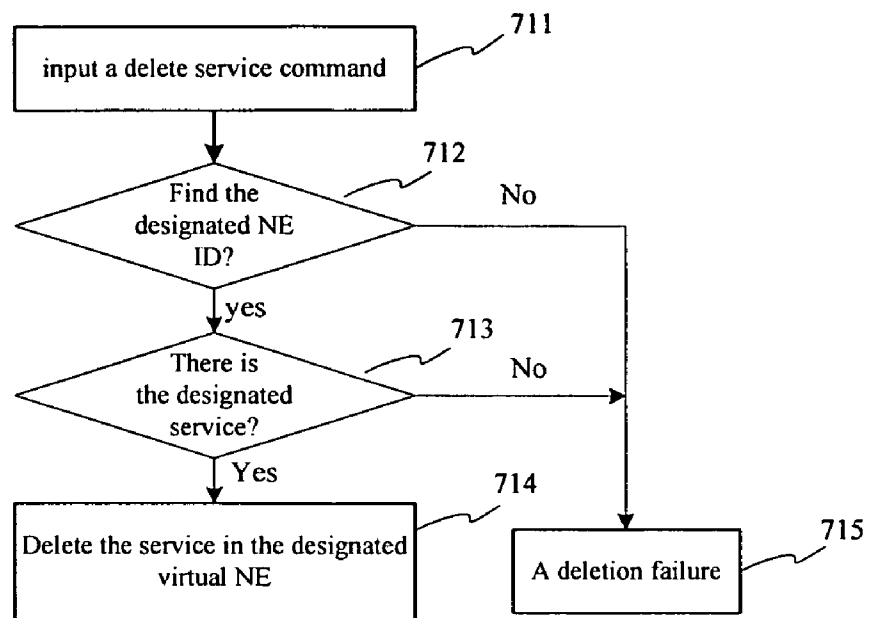 711
input a delete service command
712
Find the
designated NE
ID?
No
yes
713
There is
the designated
service?
No
Yes
714
Delete the service in the designated
virtual NE
715
A deletion failure